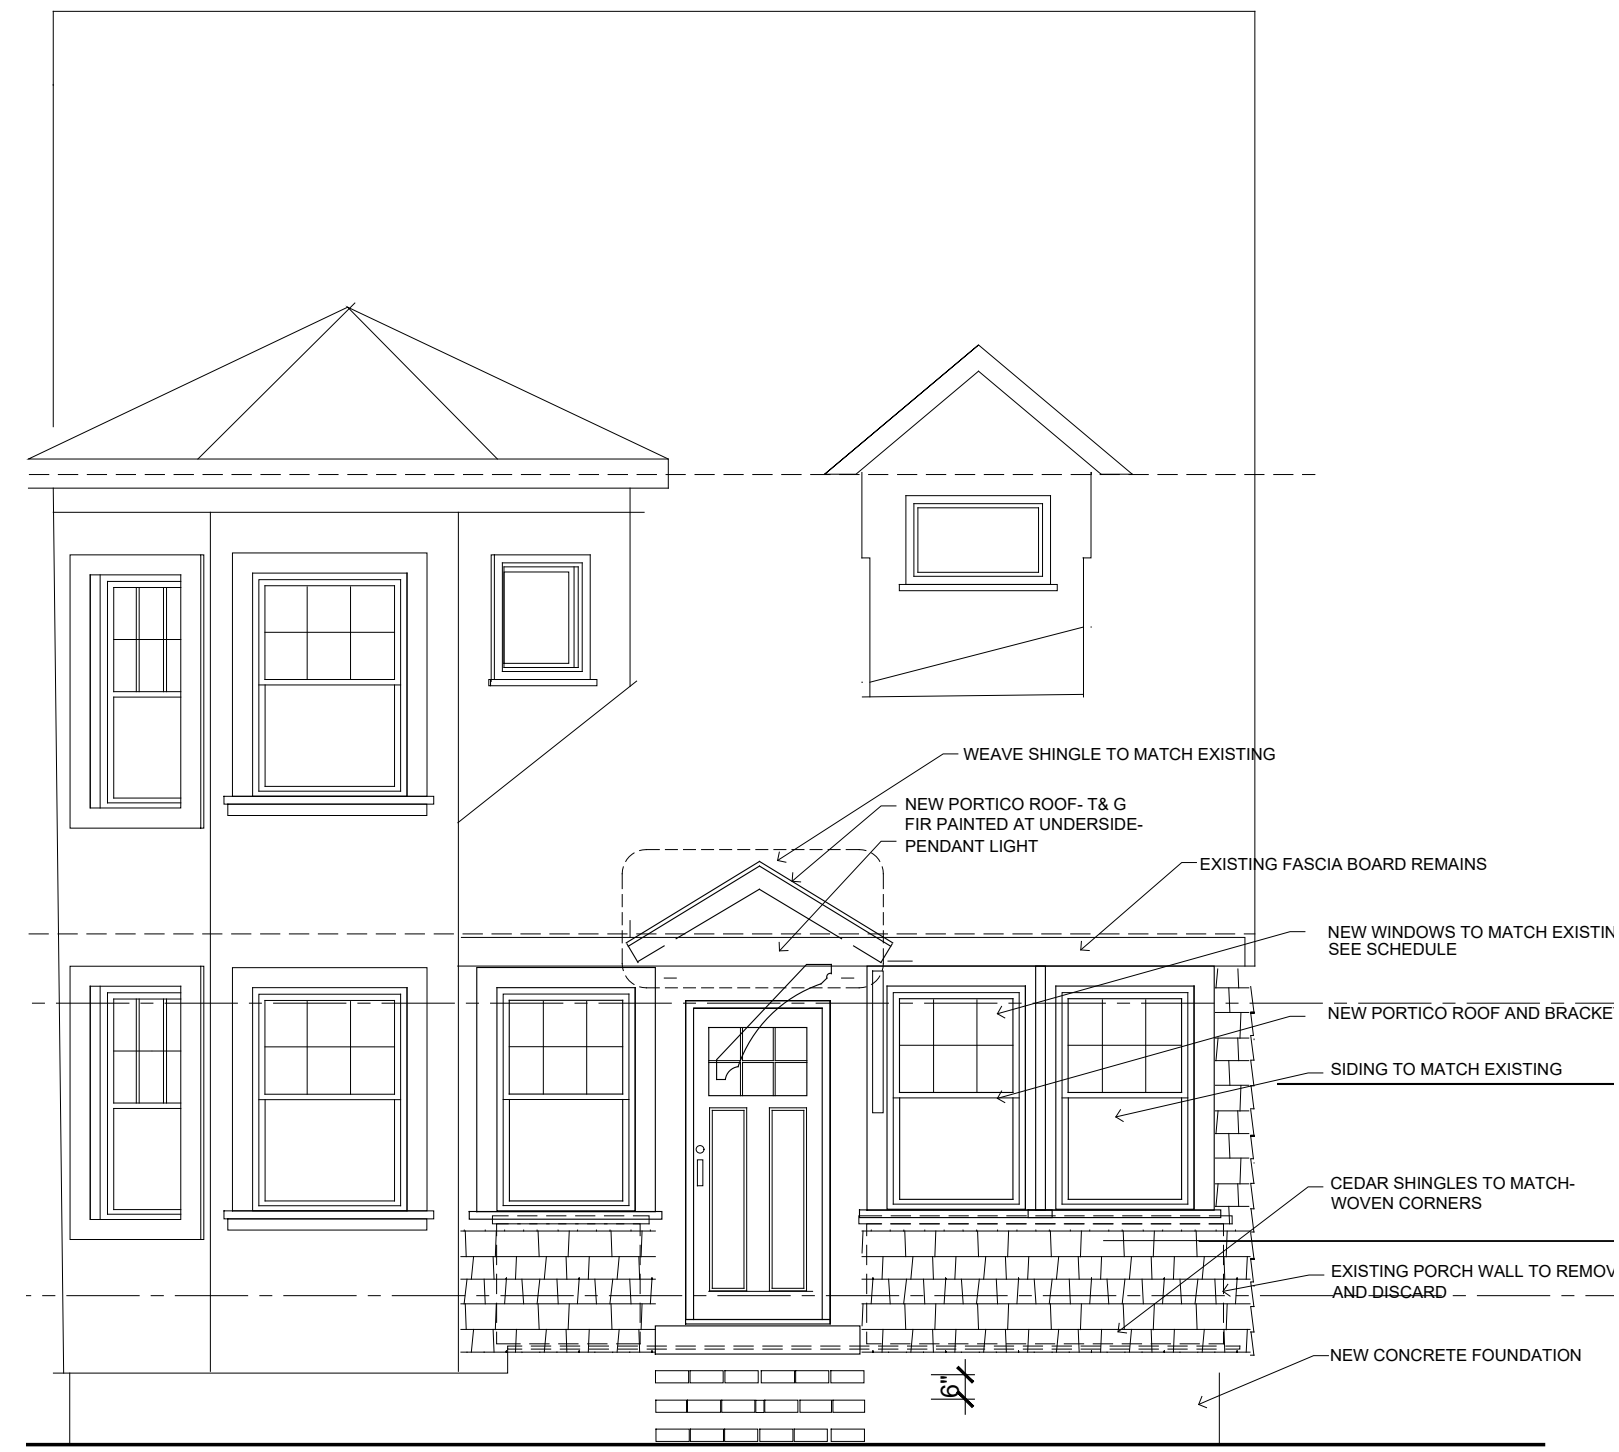 WEAVE SHINGLE TO MATCH EXISTING
NEW PORTICO ROOF- T& G
FIR PAINTED AT UNDERSIDE-
PENDANT LIGHT
EXISTING FASCIA BOARD REMAINS
NEW WINDOWS TO MATCH EXISTIN
SEE SCHEDULE
NEW PORTICO ROOF AND BRACKE
SIDING TO MATCH EXISTING
CEDAR SHINGLES TO MATCH-
WOVEN CORNERS
EXISTING PORCH WALL TO REMOV
AND DISCARD
NEW CONCRETE FOUNDATION
6"